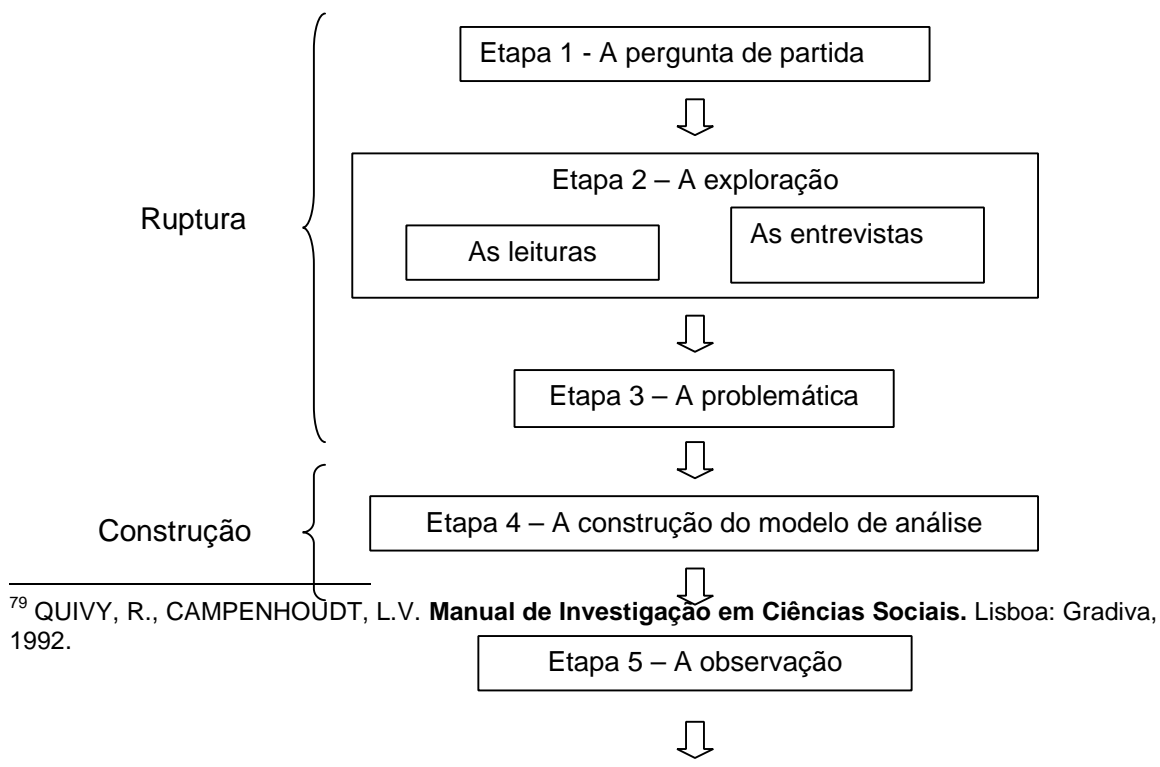 Etapa 1 - A pergunta de partida
Etapa 2 – A exploração
Ruptura
As leituras
As entrevistas
Etapa 3 – A problemática
Construção
Etapa 4 – A construção do modelo de análise
79 QUIVY, R., CAMPENHOUDT, L.V. Manual de Investigação em Ciências Sociais. Lisboa: Gradiva,
1992.
Etapa 5 – A observação